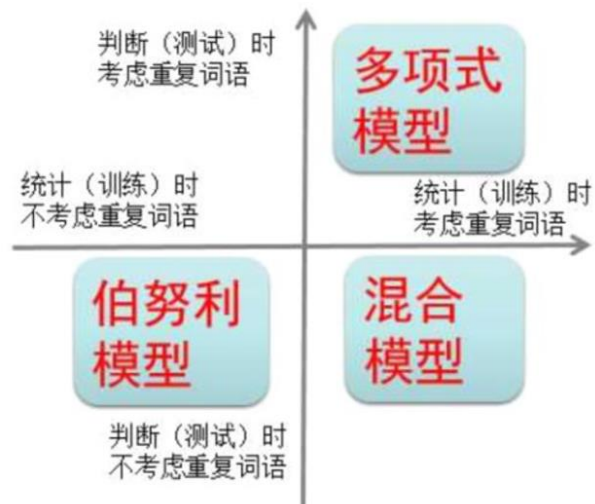 判断（测试）时
考虑重复词语
多项式
模型
统计（训练）时
不考虑重复词语
统计（训练）时
考虑重复词语
伯努利
模型
混合
模型
判断（测试）时
不考虑重复词语